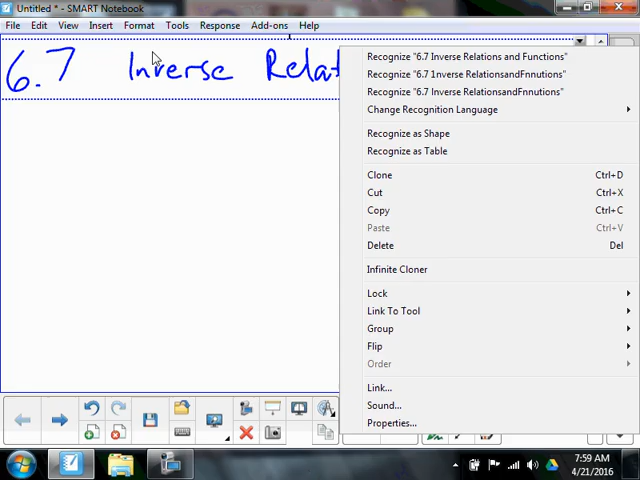 Untitled * - SMART Notebook
File Edit View Insert Format Tools Response Add-ons Help
6.7 Inverse Relat
Recognize "6.7 Inverse Relations and Functions"
Recognize "6.7 1nverse RelationsandFnnutions"
Recognize "6.7 Inverse RelationsandFnnutions"
Change Recognition Language
Recognize as Shape
Recognize as Table
Clone Ctrl+D
Cut Ctrl+X
Copy Ctrl+C
Paste Ctrl+V
Delete Del
Infinite Cloner
Lock
Link To Tool
Group
Flip
Order
Link...
Sound...
Properties...
7:59 AM
4/21/2016